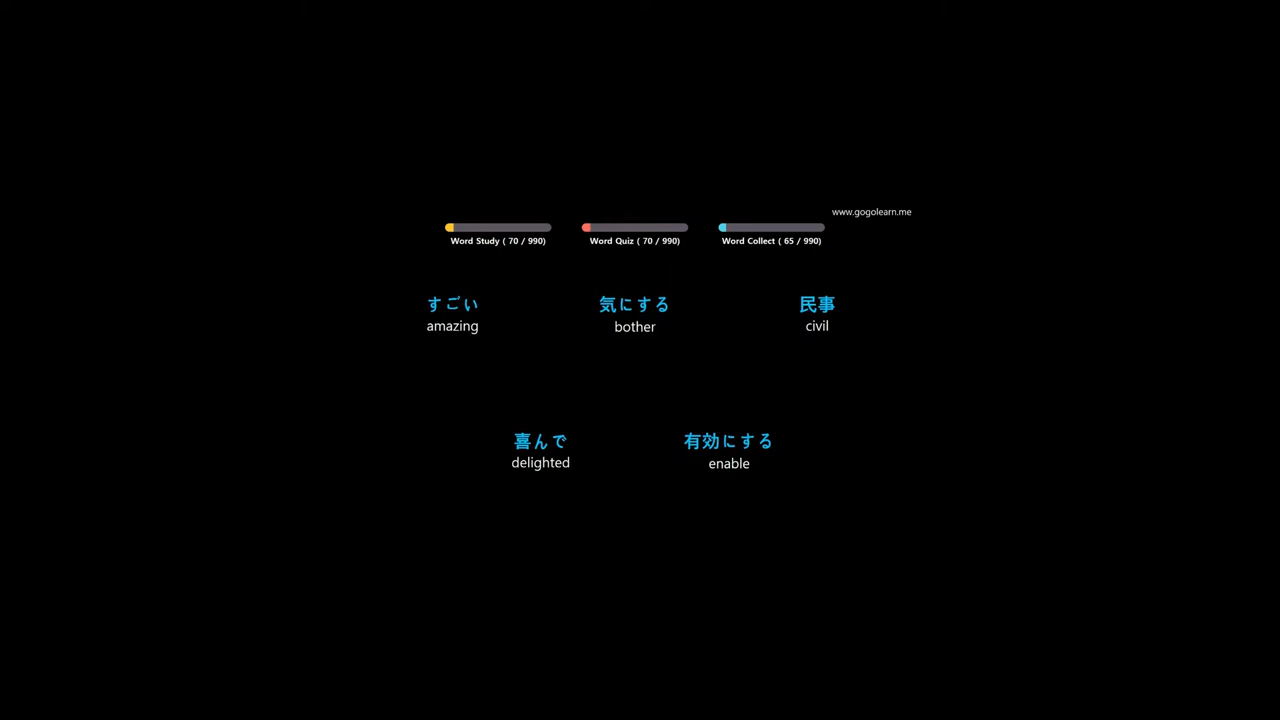 www.gogolearn.me
Word Study ( 70 / 990)
Word Quiz ( 70 / 990)
Word Collect ( 65 / 990)
すごい
amazing
気にする
bother
民事
civil
喜んで
delighted
有効にする
enable